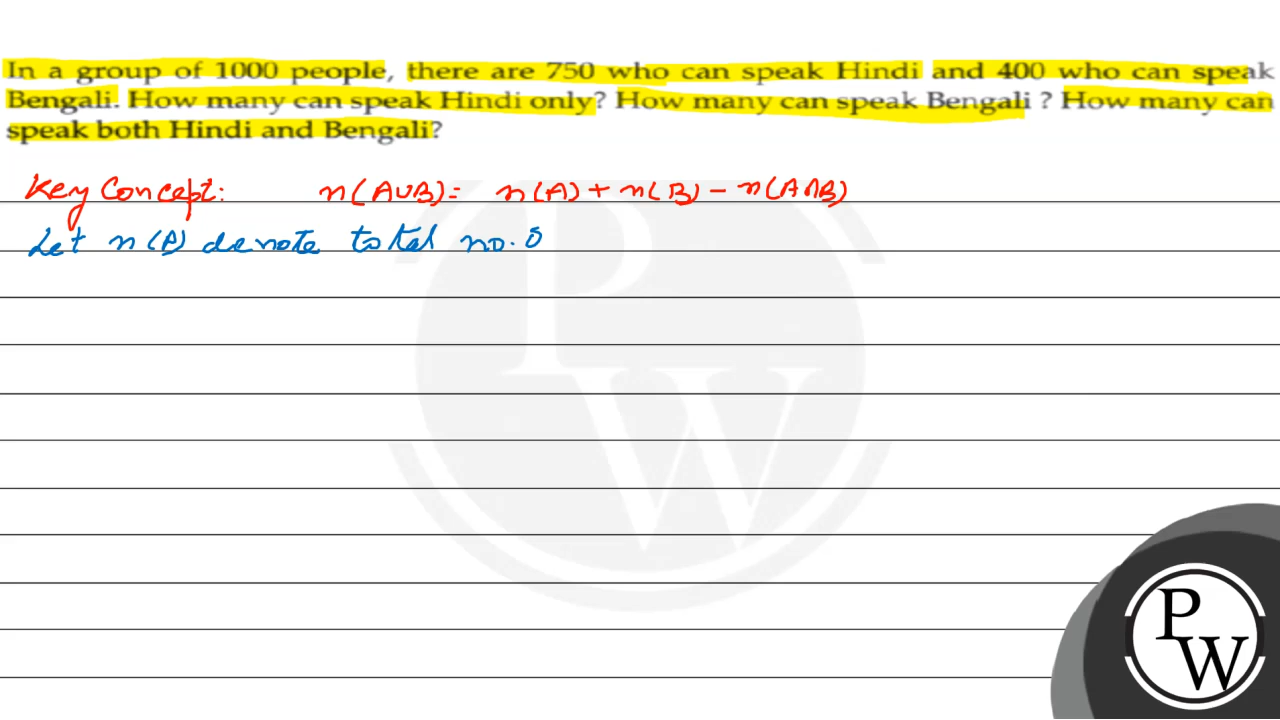 In a group of 1000 people, there are 750 who can speak Hindi and 400 who can speak
Bengali. How many can speak Hindi only? How many can speak Bengali ? How many can
speak both Hindi and Bengali?
Key Concept: n(A∪B)= n(A) + n(B) - n(A∩B)
Let n(P) denote total no. o
PW
PW